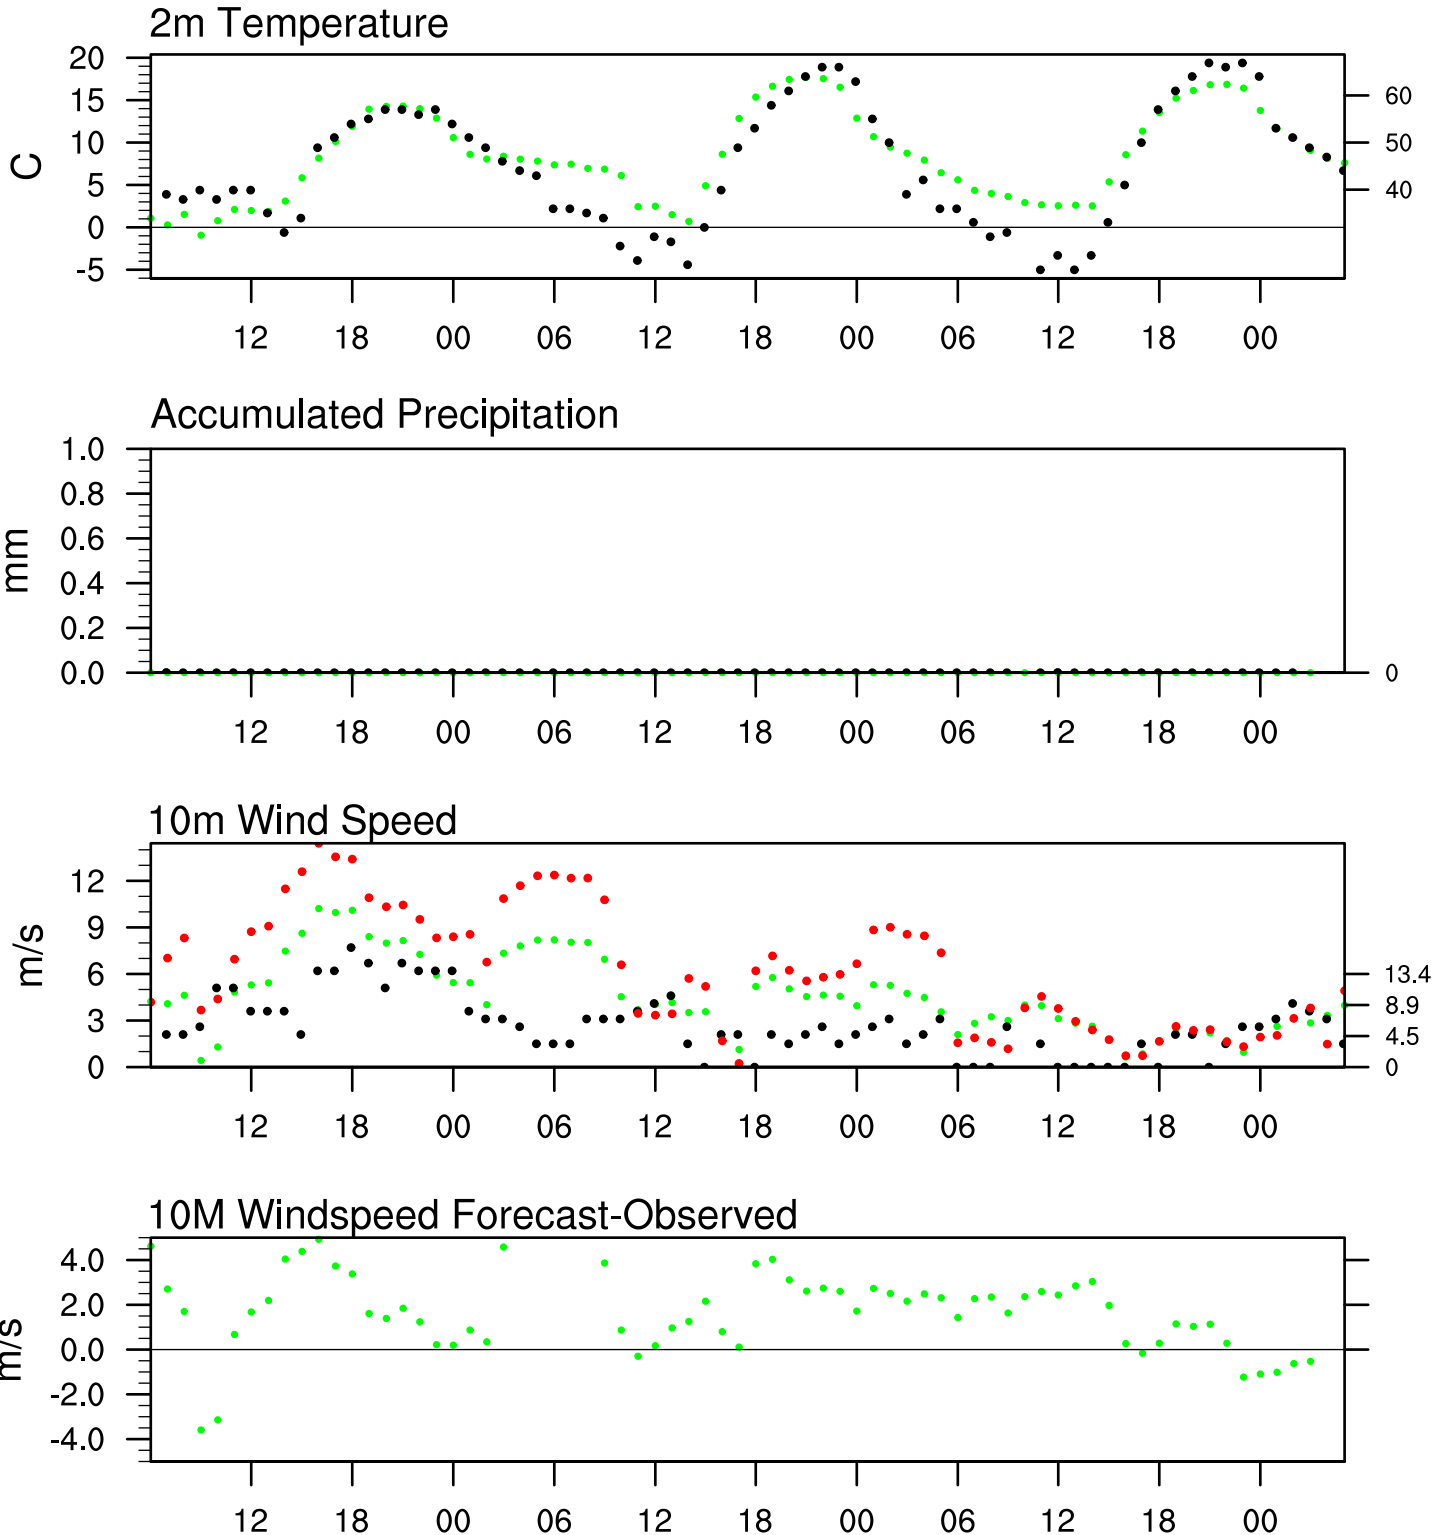 2m Temperature
20
15
10
5
0
-5
C
60
50
40
12 18 00 06 12 18 00 06 12 18 00
Accumulated Precipitation
1.0
0.8
0.6
0.4
0.2
0.0
mm
0
12 18 00 06 12 18 00 06 12 18 00
10m Wind Speed
12
9
6
3
0
m/s
13.4
8.9
4.5
0
12 18 00 06 12 18 00 06 12 18 00
10M Windspeed Forecast-Observed
4.0
2.0
0.0
-2.0
-4.0
m/s
12 18 00 06 12 18 00 06 12 18 00